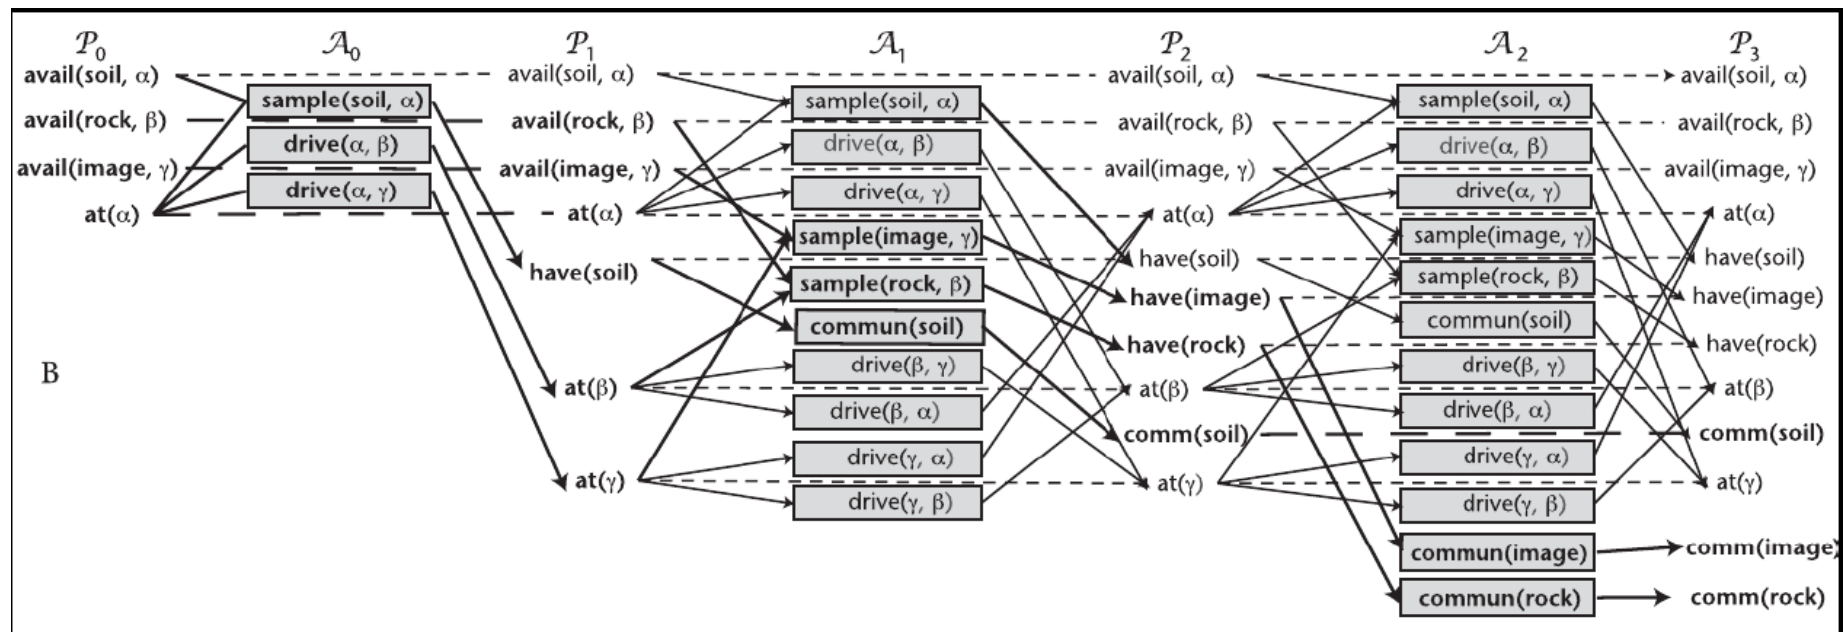 𝒫0 𝒜0 𝒫1 𝒜1 𝒫2 𝒜2 𝒫3
avail(soil, α)
avail(rock, β)
avail(image, γ)
at(α)
sample(soil, α)
drive(α, β)
drive(α, γ)
avail(soil, α)
avail(rock, β)
avail(image, γ)
at(α)
have(soil)
at(β)
at(γ)
sample(soil, α)
drive(α, β)
drive(α, γ)
sample(image, γ)
sample(rock, β)
commun(soil)
drive(β, γ)
drive(β, α)
drive(γ, α)
drive(γ, β)
avail(soil, α)
avail(rock, β)
avail(image, γ)
at(α)
have(soil)
have(image)
have(rock)
at(β)
comm(soil)
at(γ)
sample(soil, α)
drive(α, β)
drive(α, γ)
sample(image, γ)
sample(rock, β)
commun(soil)
drive(β, γ)
drive(β, α)
drive(γ, α)
drive(γ, β)
commun(image)
commun(rock)
avail(soil, α)
avail(rock, β)
avail(image, γ)
at(α)
have(soil)
have(image)
have(rock)
at(β)
comm(soil)
at(γ)
comm(image)
comm(rock)
B